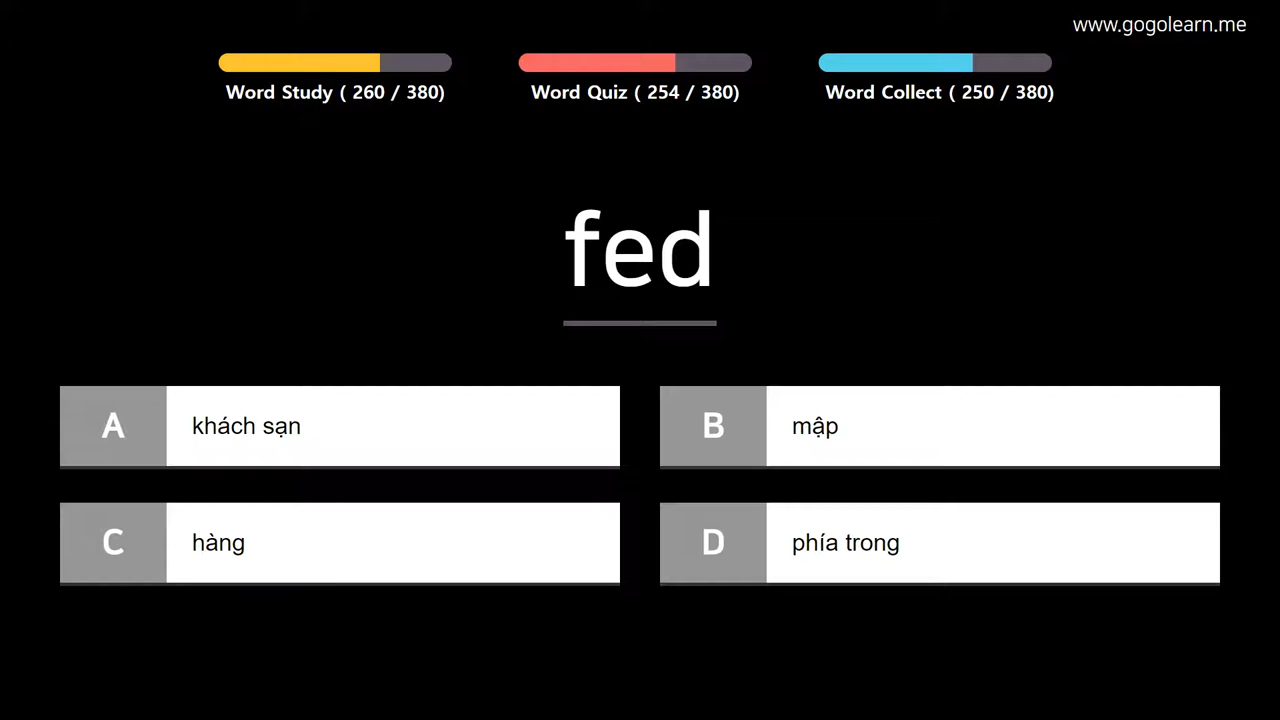 www.gogolearn.me
Word Study ( 260 / 380)
Word Quiz ( 254 / 380)
Word Collect ( 250 / 380)
fed
A khách sạn
B mập
C hàng
D phía trong